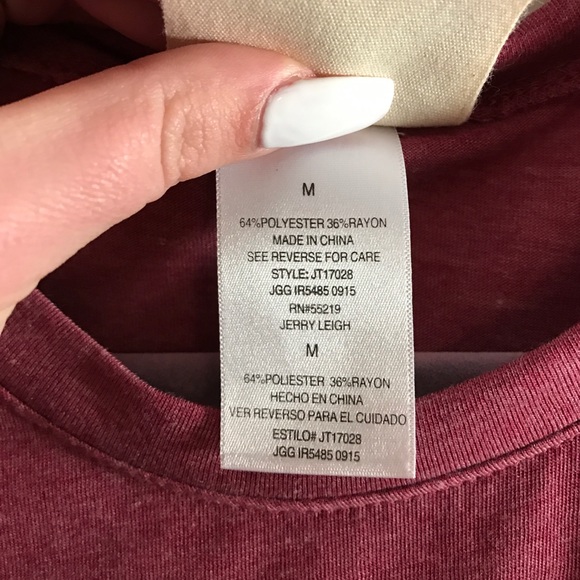 M
64%POLYESTER 36%RAYON
MADE IN CHINA
SEE REVERSE FOR CARE
STYLE: JT17028
JGG IR5485 0915
RN#55219
JERRY LEIGH
M
64%POLIESTER 36%RAYON
HECHO EN CHINA
VER REVERSO PARA EL CUIDADO
ESTILO# JT17028
JGG IR5485 0915